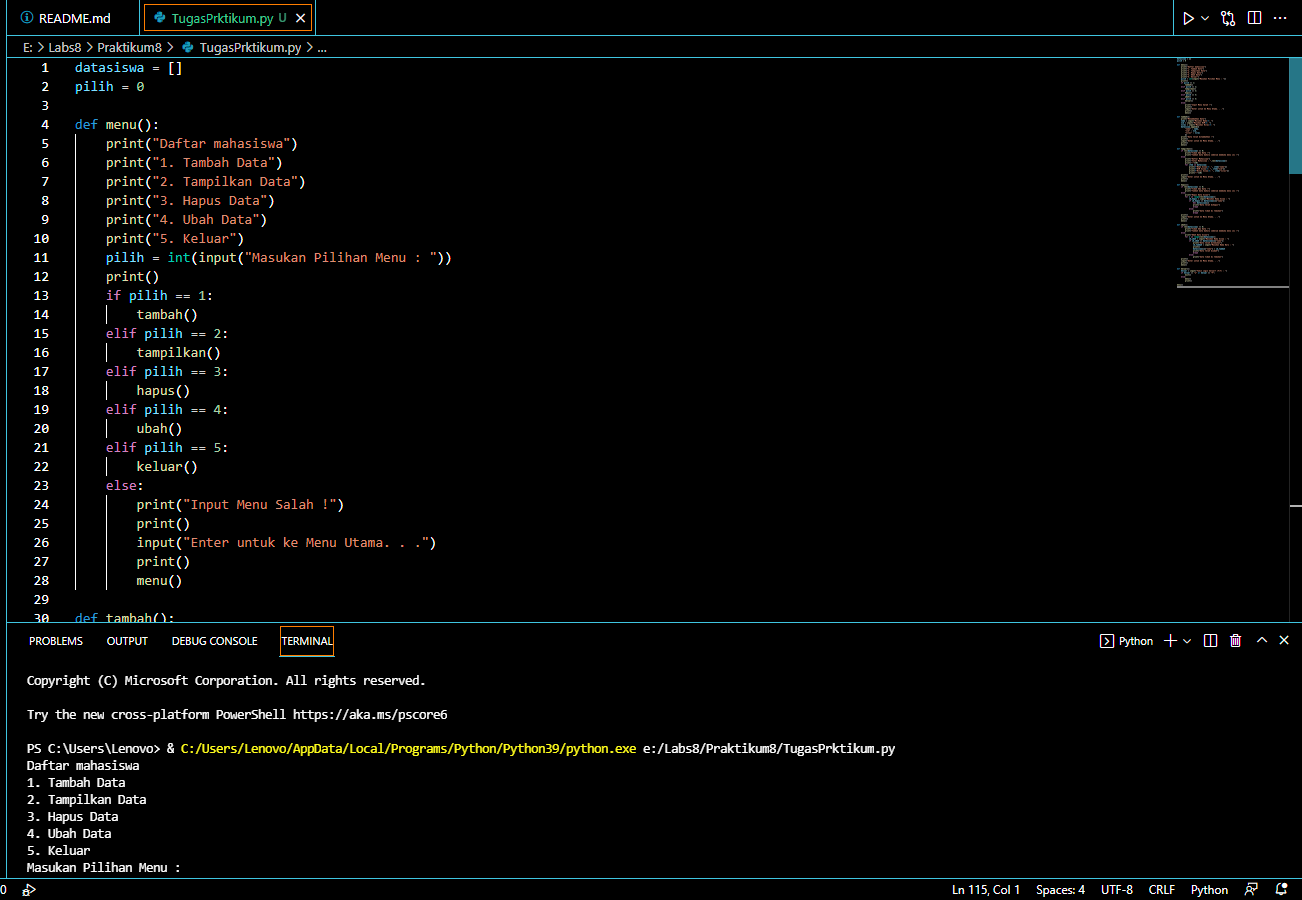 README.md
TugasPrktikum.py U
E: > Labs8 > Praktikum8 > TugasPrktikum.py > ...
1 datasiswa = []
2 pilih = 0
3
4 def menu():
5 print("Daftar mahasiswa")
6 print("1. Tambah Data")
7 print("2. Tampilkan Data")
8 print("3. Hapus Data")
9 print("4. Ubah Data")
10 print("5. Keluar")
11 pilih = int(input("Masukan Pilihan Menu : "))
12 print()
13 if pilih == 1:
14 tambah()
15 elif pilih == 2:
16 tampilkan()
17 elif pilih == 3:
18 hapus()
19 elif pilih == 4:
20 ubah()
21 elif pilih == 5:
22 keluar()
23 else:
24 print("Input Menu Salah !")
25 print()
26 input("Enter untuk ke Menu Utama. . .")
27 print()
28 menu()
29
30 def tambah():
PROBLEMS OUTPUT DEBUG CONSOLE TERMINAL Python
Copyright (C) Microsoft Corporation. All rights reserved.
Try the new cross-platform PowerShell https://aka.ms/pscore6
PS C:\Users\Lenovo> & C:/Users/Lenovo/AppData/Local/Programs/Python/Python39/python.exe e:/Labs8/Praktikum8/TugasPrktikum.py
Daftar mahasiswa
1. Tambah Data
2. Tampilkan Data
3. Hapus Data
4. Ubah Data
5. Keluar
Masukan Pilihan Menu :
0 Ln 115, Col 1 Spaces: 4 UTF-8 CRLF Python